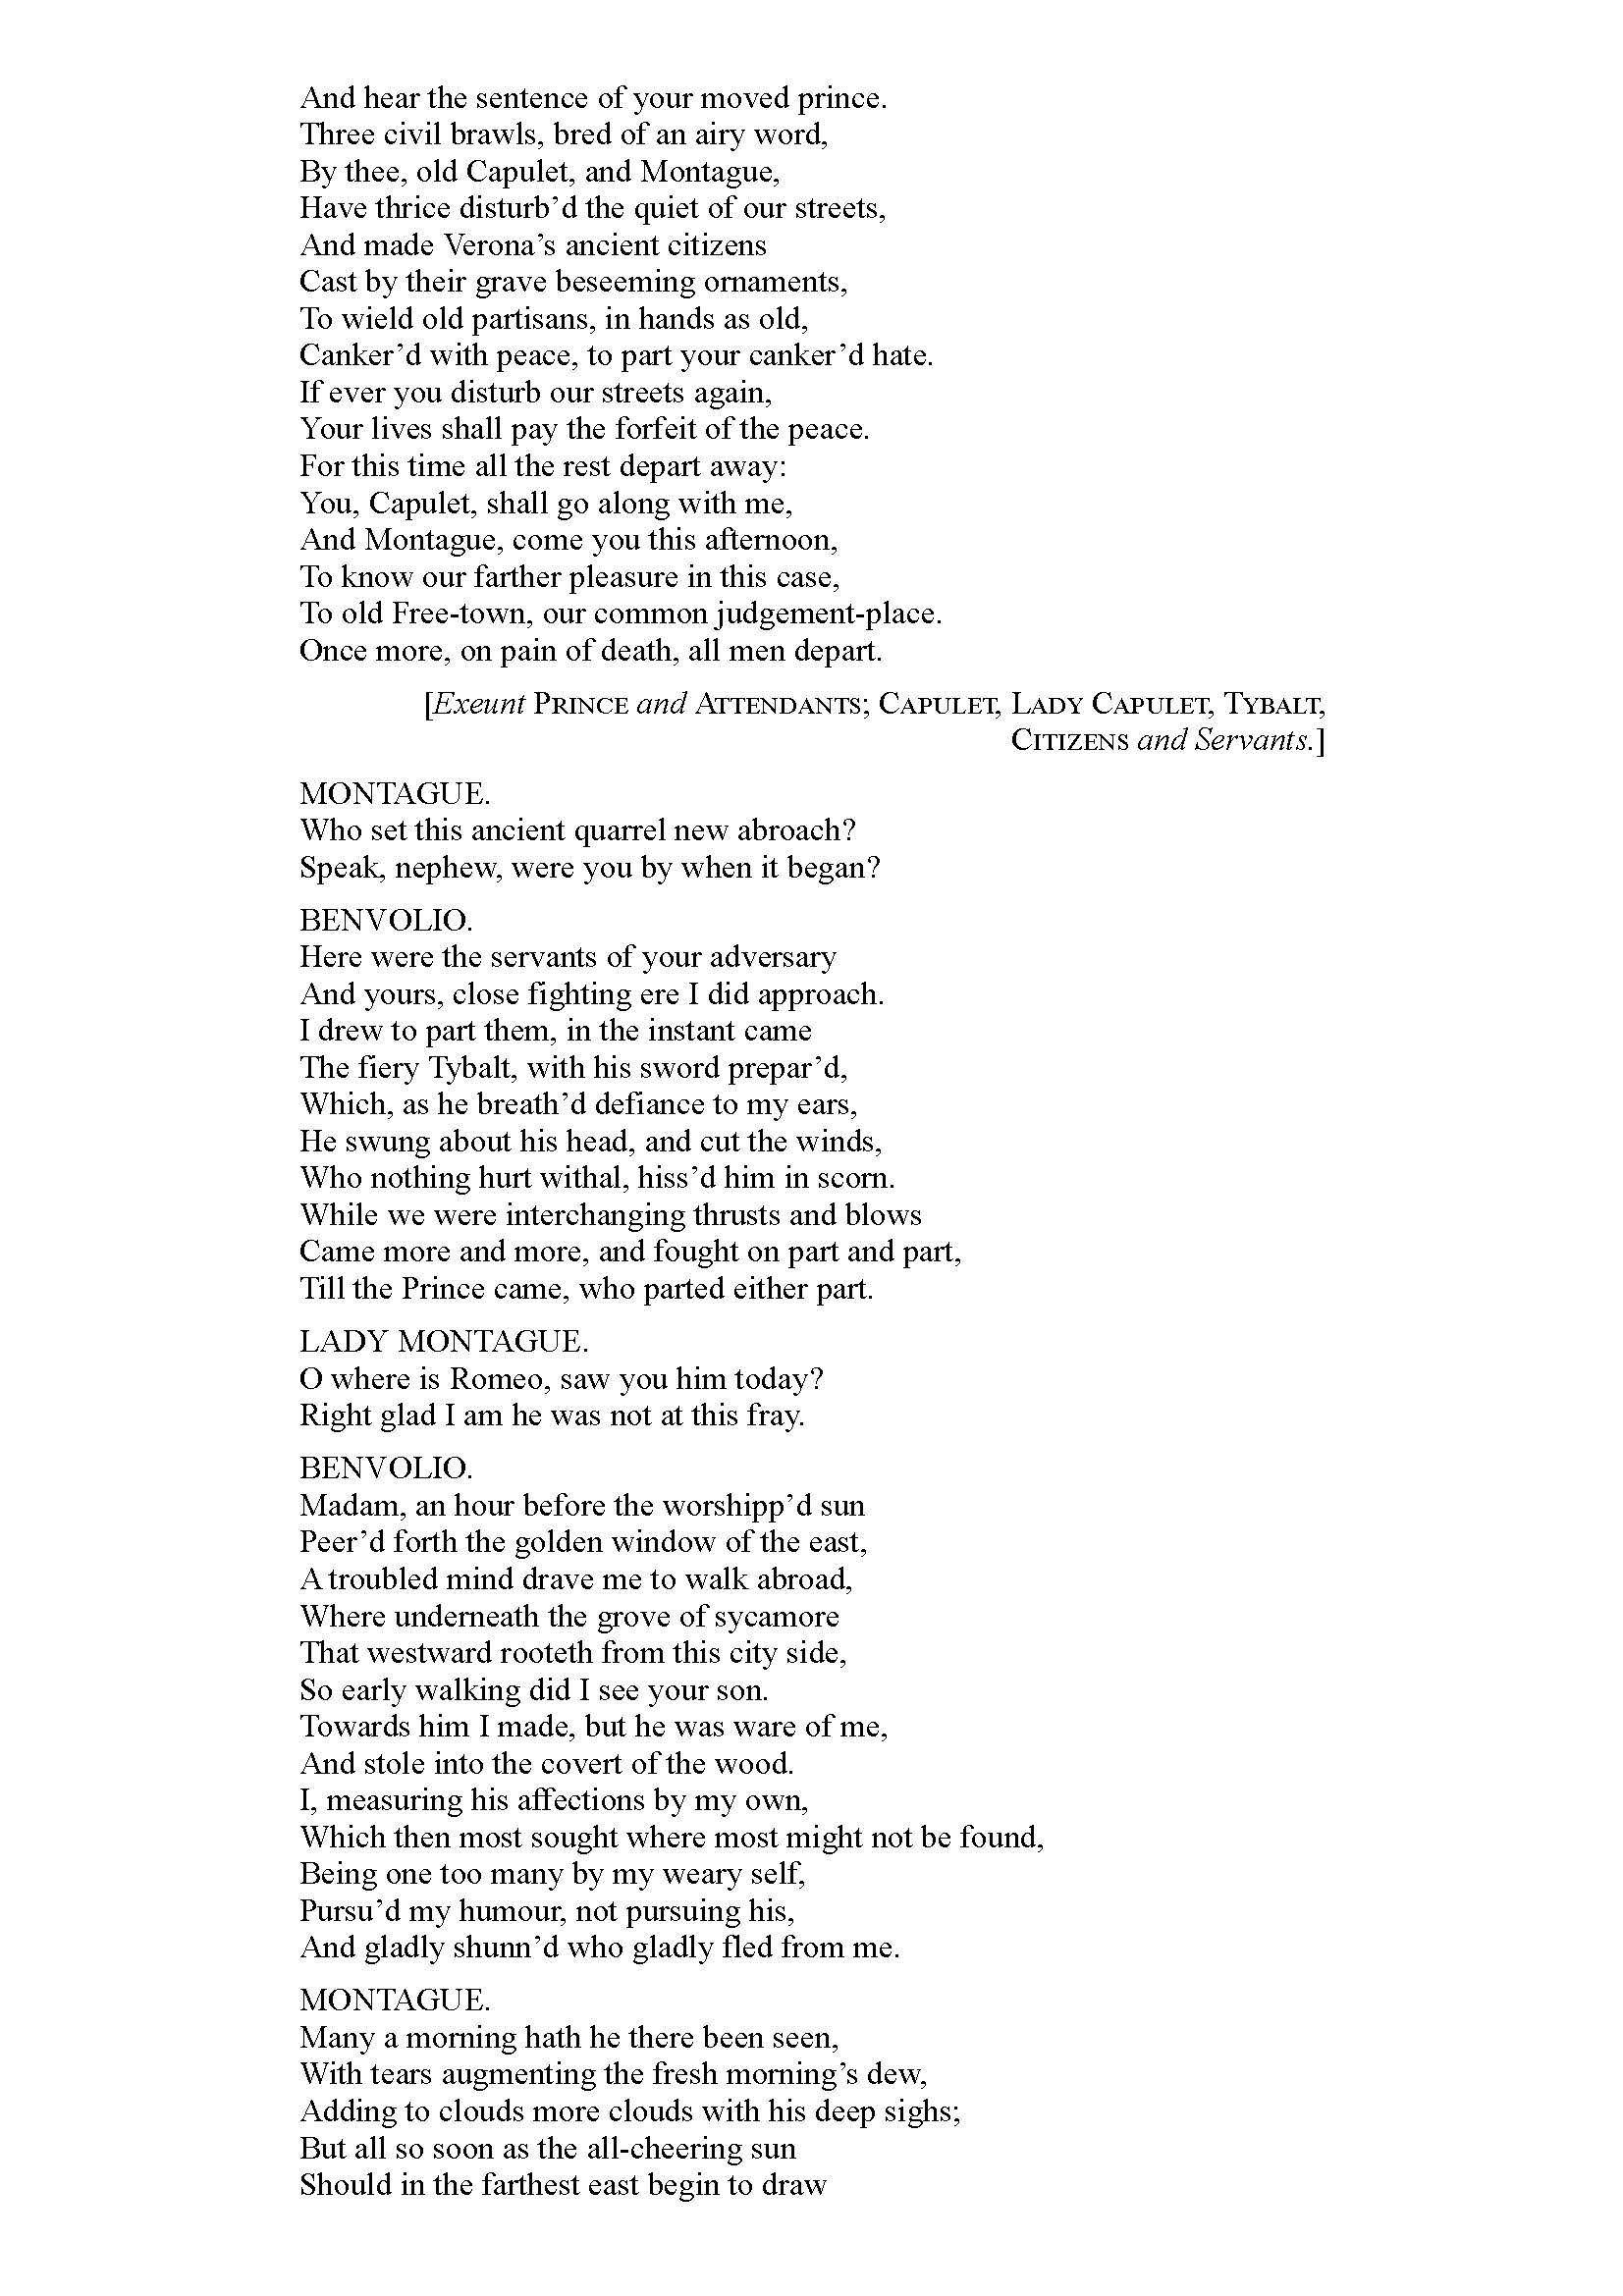 And hear the sentence of your moved prince.
Three civil brawls, bred of an airy word,
By thee, old Capulet, and Montague,
Have thrice disturb’d the quiet of our streets,
And made Verona’s ancient citizens
Cast by their grave beseeming ornaments,
To wield old partisans, in hands as old,
Canker’d with peace, to part your canker’d hate.
If ever you disturb our streets again,
Your lives shall pay the forfeit of the peace.
For this time all the rest depart away:
You, Capulet, shall go along with me,
And Montague, come you this afternoon,
To know our farther pleasure in this case,
To old Free-town, our common judgement-place.
Once more, on pain of death, all men depart.
[Exeunt PRINCE and ATTENDANTS; CAPULET, LADY CAPULET, TYBALT,
CITIZENS and Servants.]
MONTAGUE.
Who set this ancient quarrel new abroach?
Speak, nephew, were you by when it began?
BENVOLIO.
Here were the servants of your adversary
And yours, close fighting ere I did approach.
I drew to part them, in the instant came
The fiery Tybalt, with his sword prepar’d,
Which, as he breath’d defiance to my ears,
He swung about his head, and cut the winds,
Who nothing hurt withal, hiss’d him in scorn.
While we were interchanging thrusts and blows
Came more and more, and fought on part and part,
Till the Prince came, who parted either part.
LADY MONTAGUE.
O where is Romeo, saw you him today?
Right glad I am he was not at this fray.
BENVOLIO.
Madam, an hour before the worshipp’d sun
Peer’d forth the golden window of the east,
A troubled mind drave me to walk abroad,
Where underneath the grove of sycamore
That westward rooteth from this city side,
So early walking did I see your son.
Towards him I made, but he was ware of me,
And stole into the covert of the wood.
I, measuring his affections by my own,
Which then most sought where most might not be found,
Being one too many by my weary self,
Pursu’d my humour, not pursuing his,
And gladly shunn’d who gladly fled from me.
MONTAGUE.
Many a morning hath he there been seen,
With tears augmenting the fresh morning’s dew,
Adding to clouds more clouds with his deep sighs;
But all so soon as the all-cheering sun
Should in the farthest east begin to draw